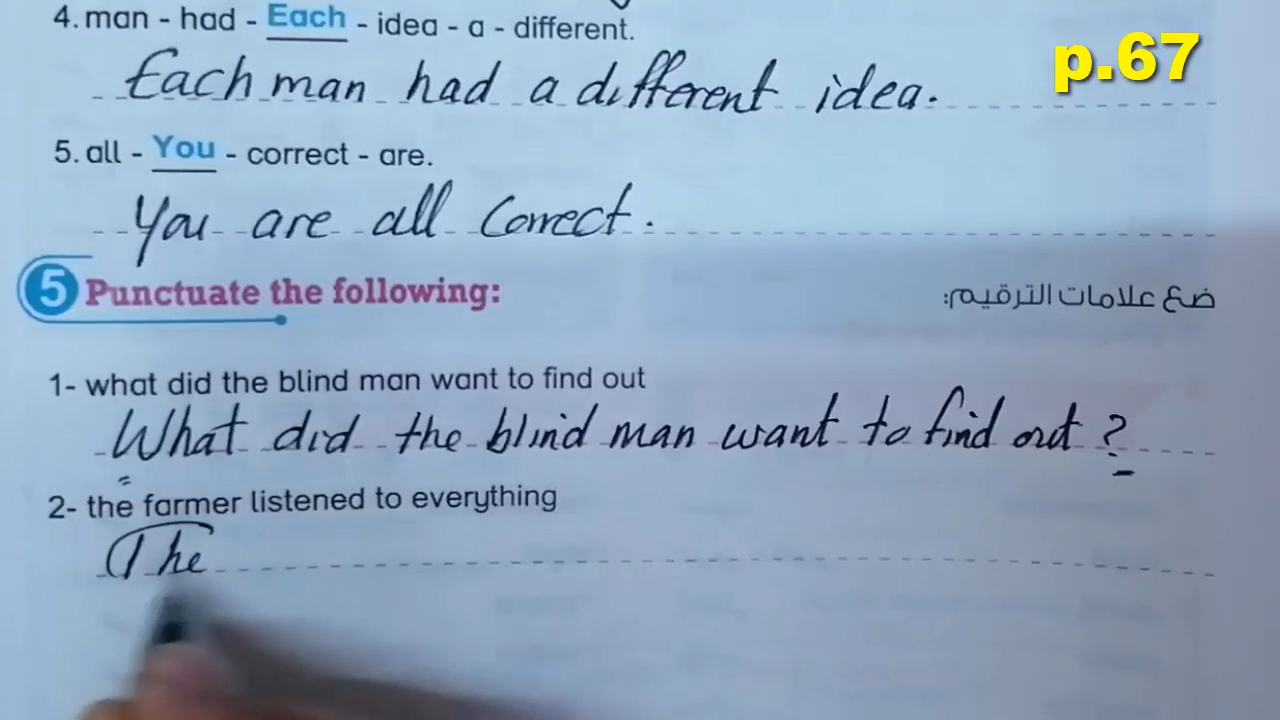 4. man - had - Each - idea - a - different.
p.67
Each man had a different idea.
5. all - You - correct - are.
You are all Correct.
5 Punctuate the following:
ضع علامات الترقيم:
1- what did the blind man want to find out
What did the blind man want to find out ?
2- the farmer listened to everything
The